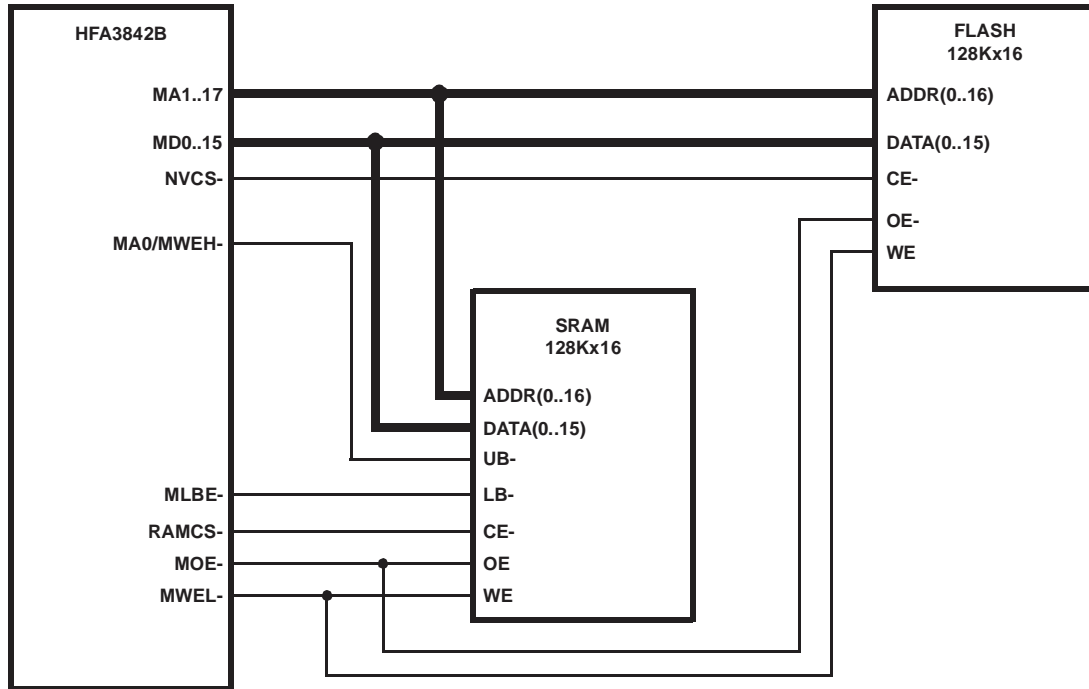 HFA3842B
MA1..17
MD0..15
NVCS-
MA0/MWEH-
MLBE-
RAMCS-
MOE-
MWEL-
SRAM
128Kx16
ADDR(0..16)
DATA(0..15)
UB-
LB-
CE-
OE
WE
FLASH
128Kx16
ADDR(0..16)
DATA(0..15)
CE-
OE-
WE